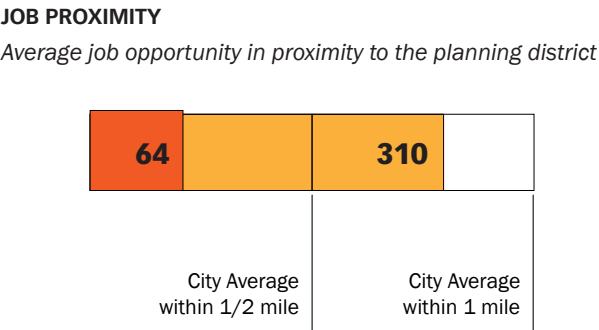 JOB PROXIMITY
Average job opportunity in proximity to the planning district
64
310
City Average
within 1/2 mile
City Average
within 1 mile